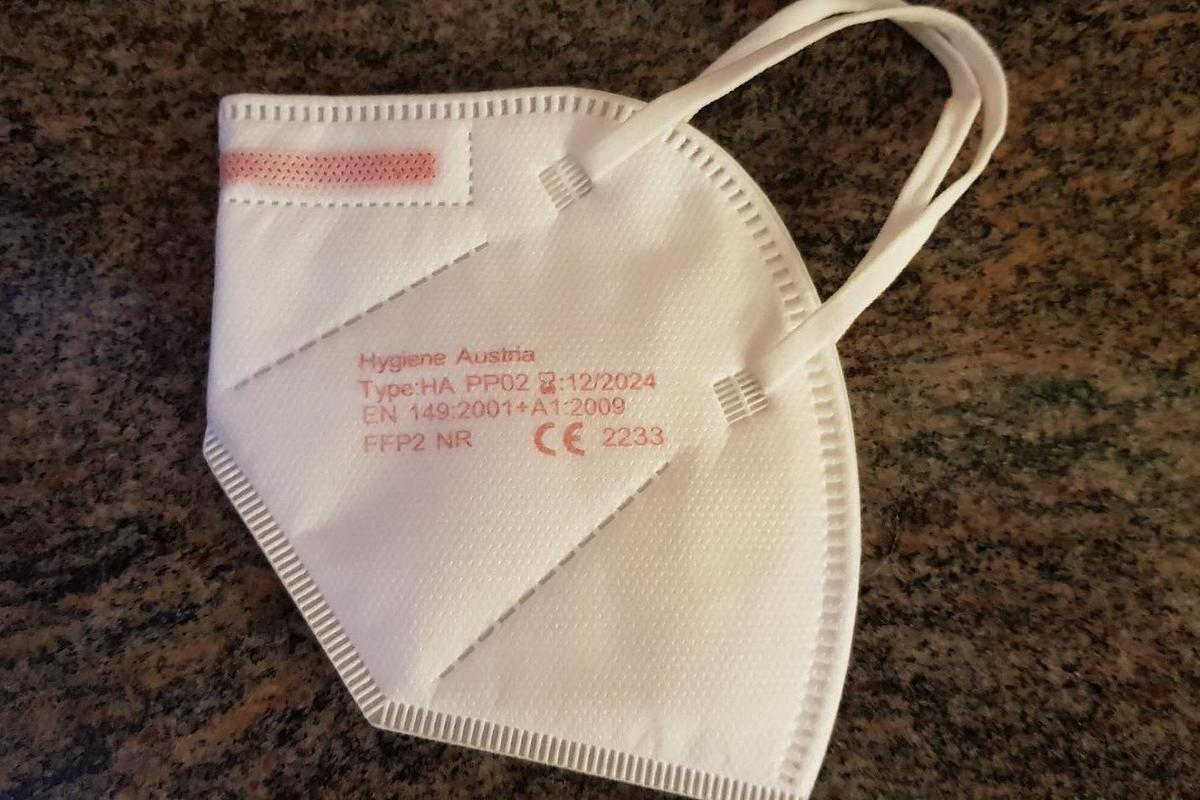 Hygiene Austria
Type:HA PP02 ⌛:12/2024
EN 149:2001+A1:2009
FFP2 NR CE 2233